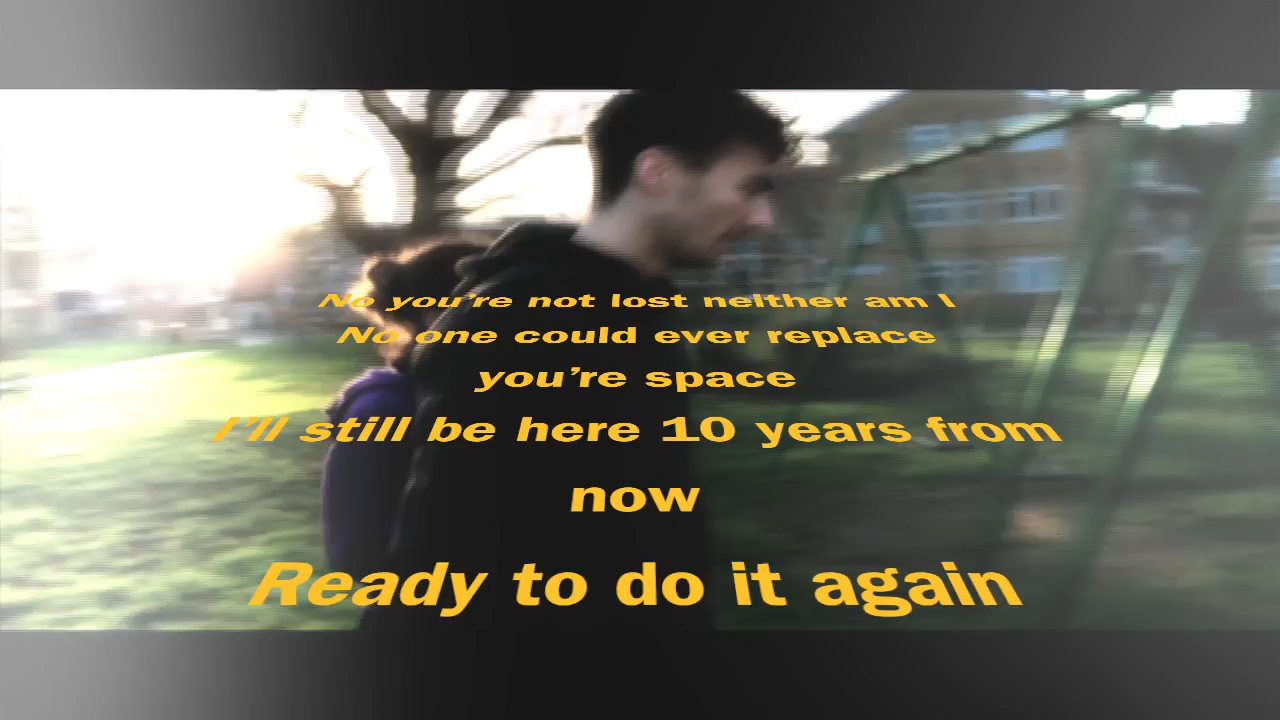 No you're not lost neither am I
No one could ever replace
you're space
I'll still be here 10 years from
now
Ready to do it again